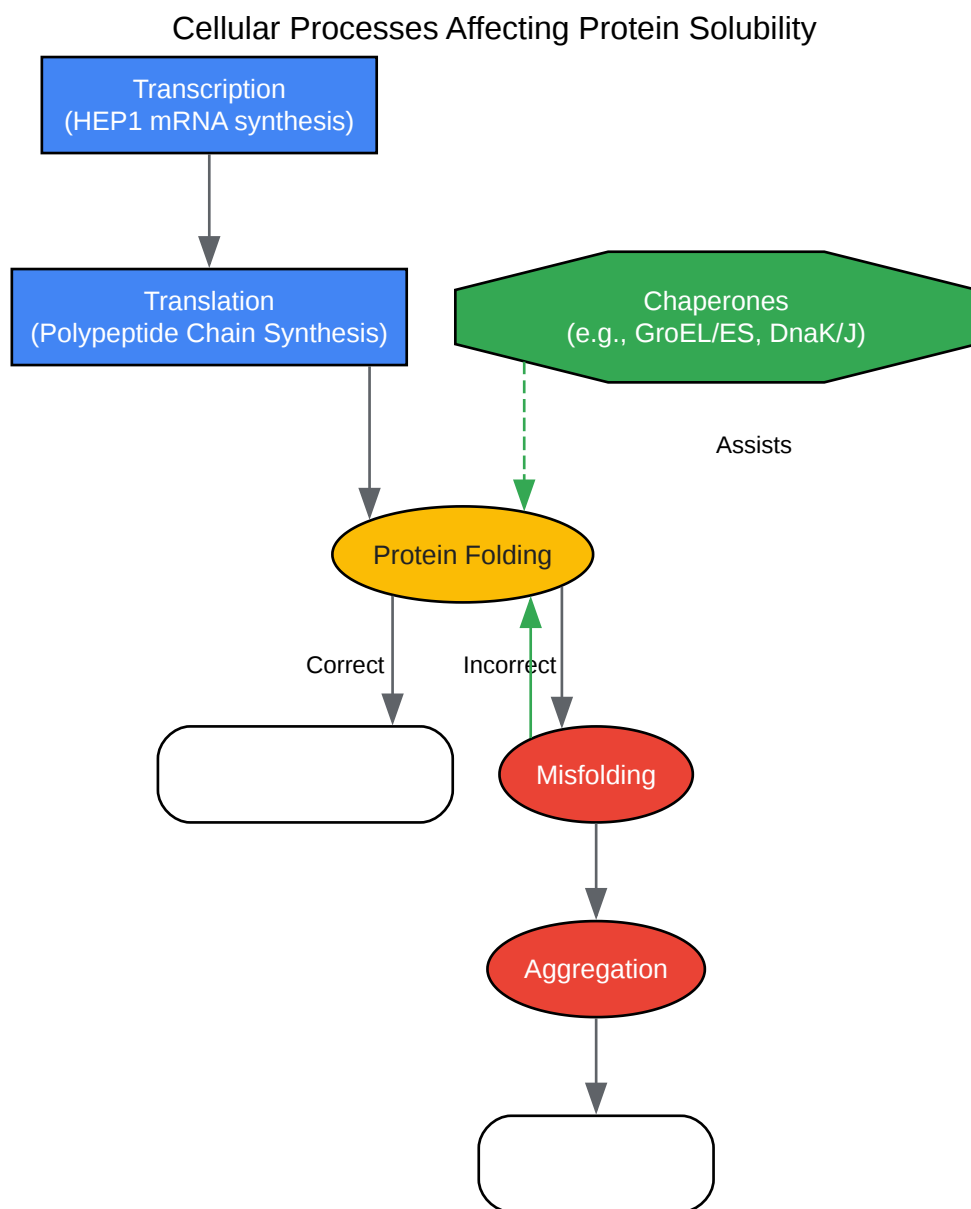 Cellular Processes Affecting Protein Solubility
Transcription
(HEP1 mRNA synthesis)
Translation
(Polypeptide Chain Synthesis)
Chaperones
(e.g., GroEL/ES, DnaK/J)
Assists
Protein Folding
Correct
Incorrect
Misfolding
Aggregation